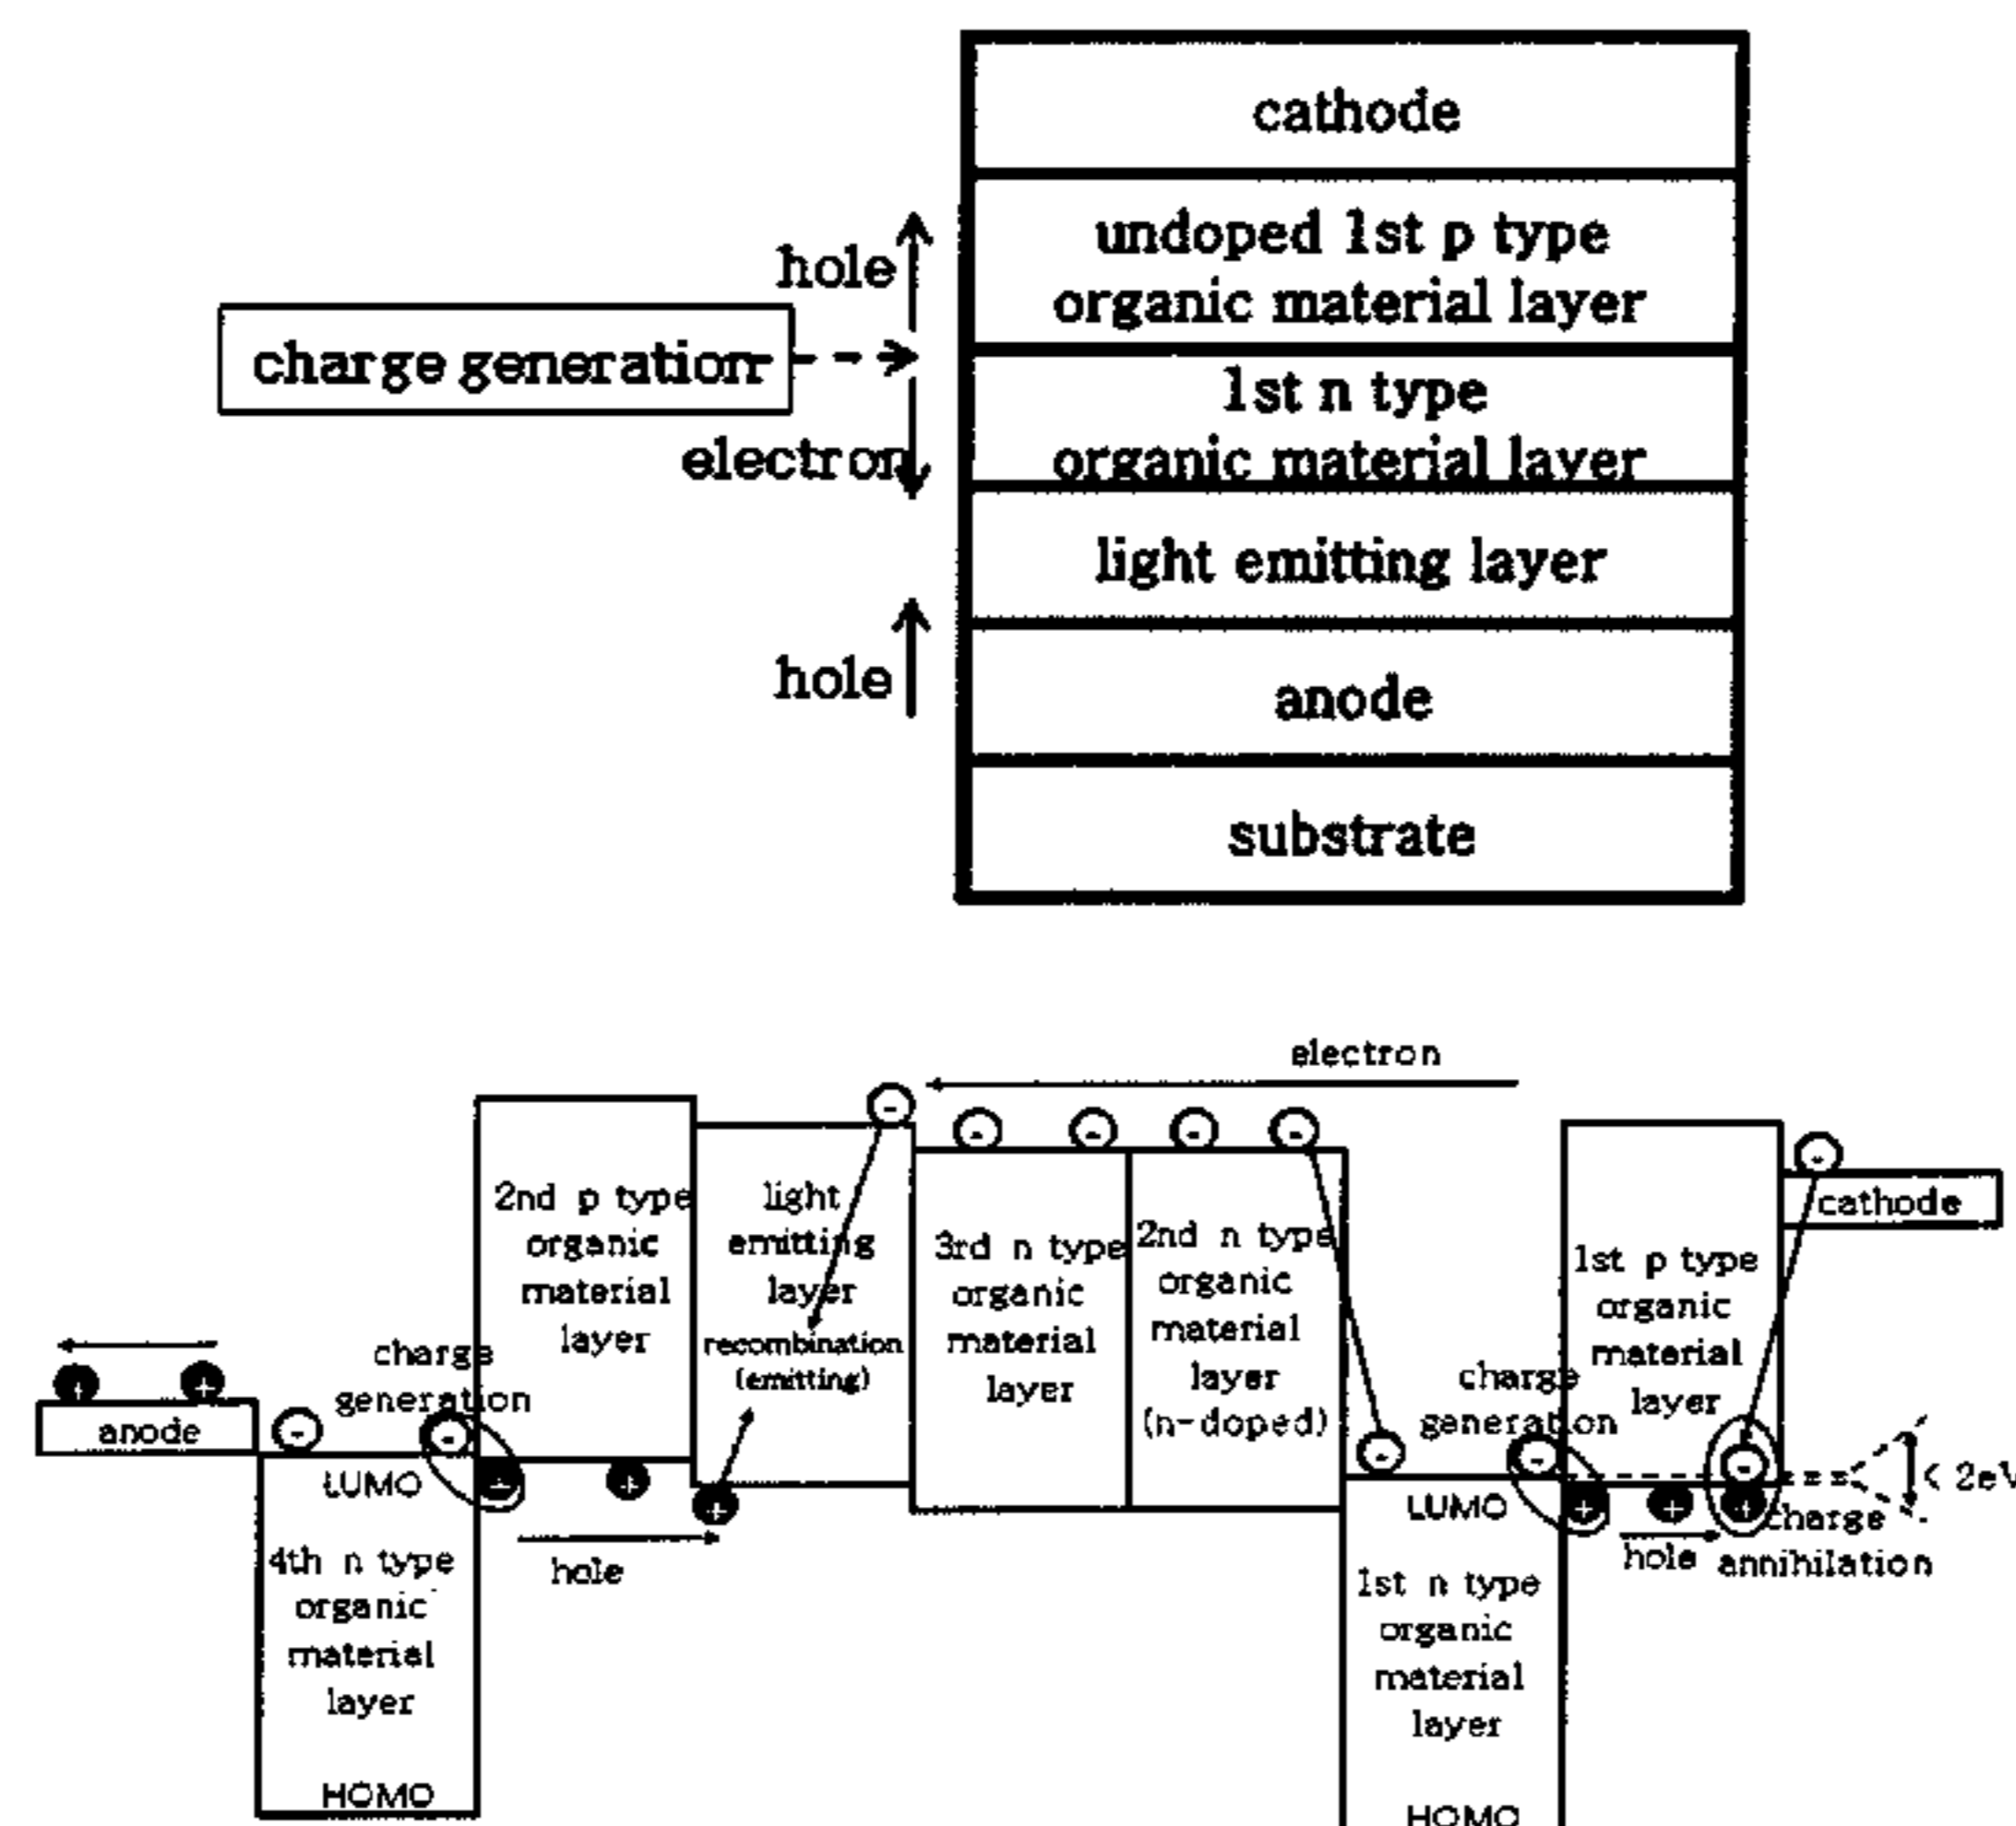 cathode
undoped 1st p type
organic material layer
hole
charge generation
1st n type
organic material layer
electron
light emitting layer
hole
anode
substrate
electron
cathode
2nd p type
organic
material
layer
light
emitting
layer
recombination
(emitting)
3rd n type
organic
material
layer
2nd n type
organic
material
layer
(n-doped)
1st p type
organic
material
layer
charge
generation
anode
charge
generation
LUMO
4th n type
organic
material
layer
HOMO
hole
LUMO
1st n type
organic
material
layer
HOMO
hole
charge
annihilation
< 2eV